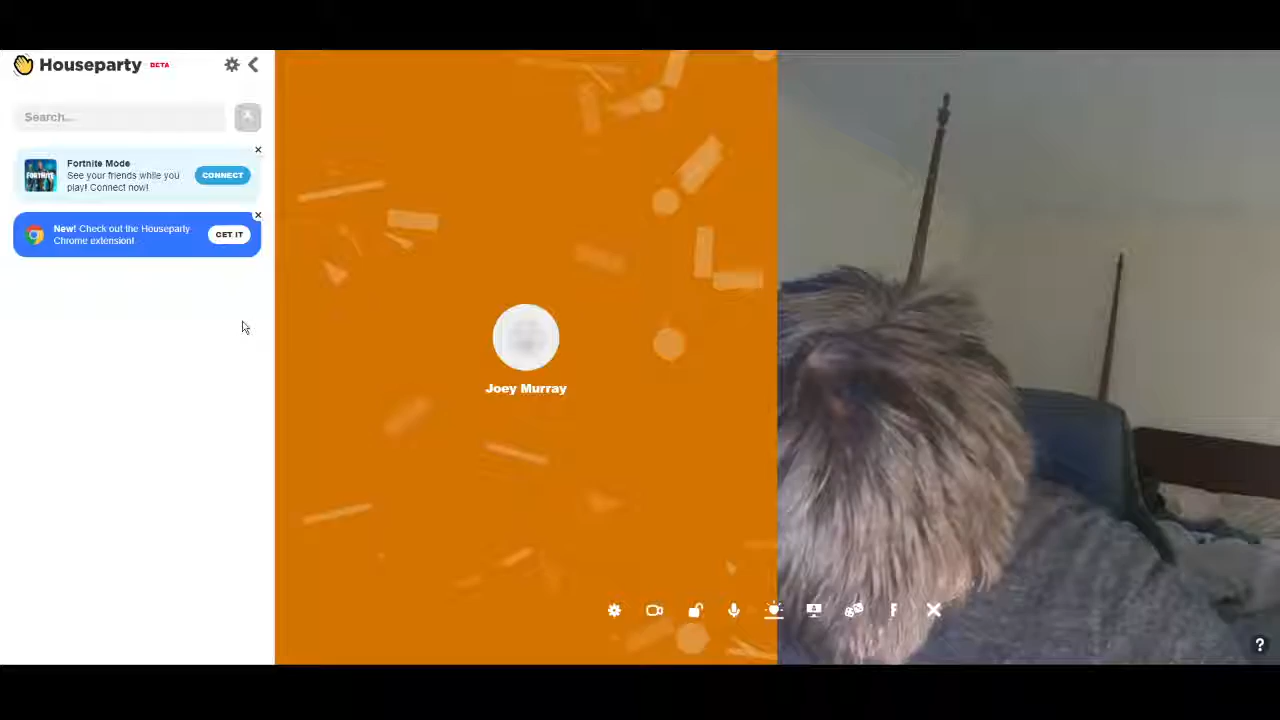 Houseparty BETA
Search...
Fortnite Mode
See your friends while you
play! Connect now!
CONNECT
FORTNITE
New! Check out the Houseparty
Chrome extension!
GET IT
Joey Murray
F
?